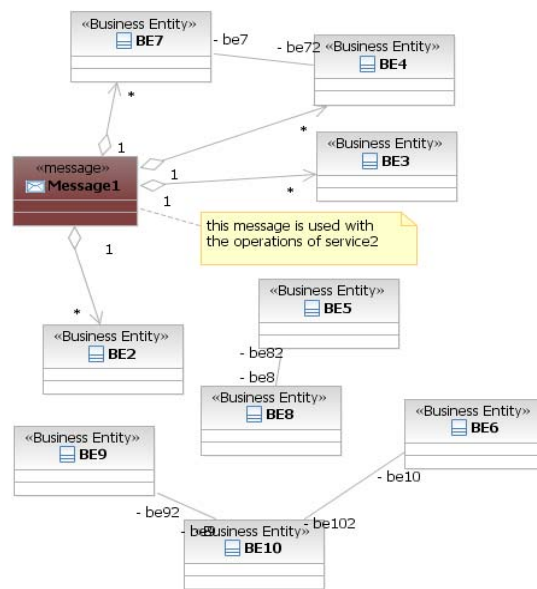 «Business Entity»
BE7
- be7
- be72
«Business Entity»
BE4
*
*
1
«message»
Message1
1
1
«Business Entity»
BE3
*
this message is used with
the operations of service2
1
*
«Business Entity»
BE2
«Business Entity»
BE5
- be82
- be8
«Business Entity»
BE8
«Business Entity»
BE6
«Business Entity»
BE9
- be10
- be92
- be9
- be102
«Business Entity»
BE10